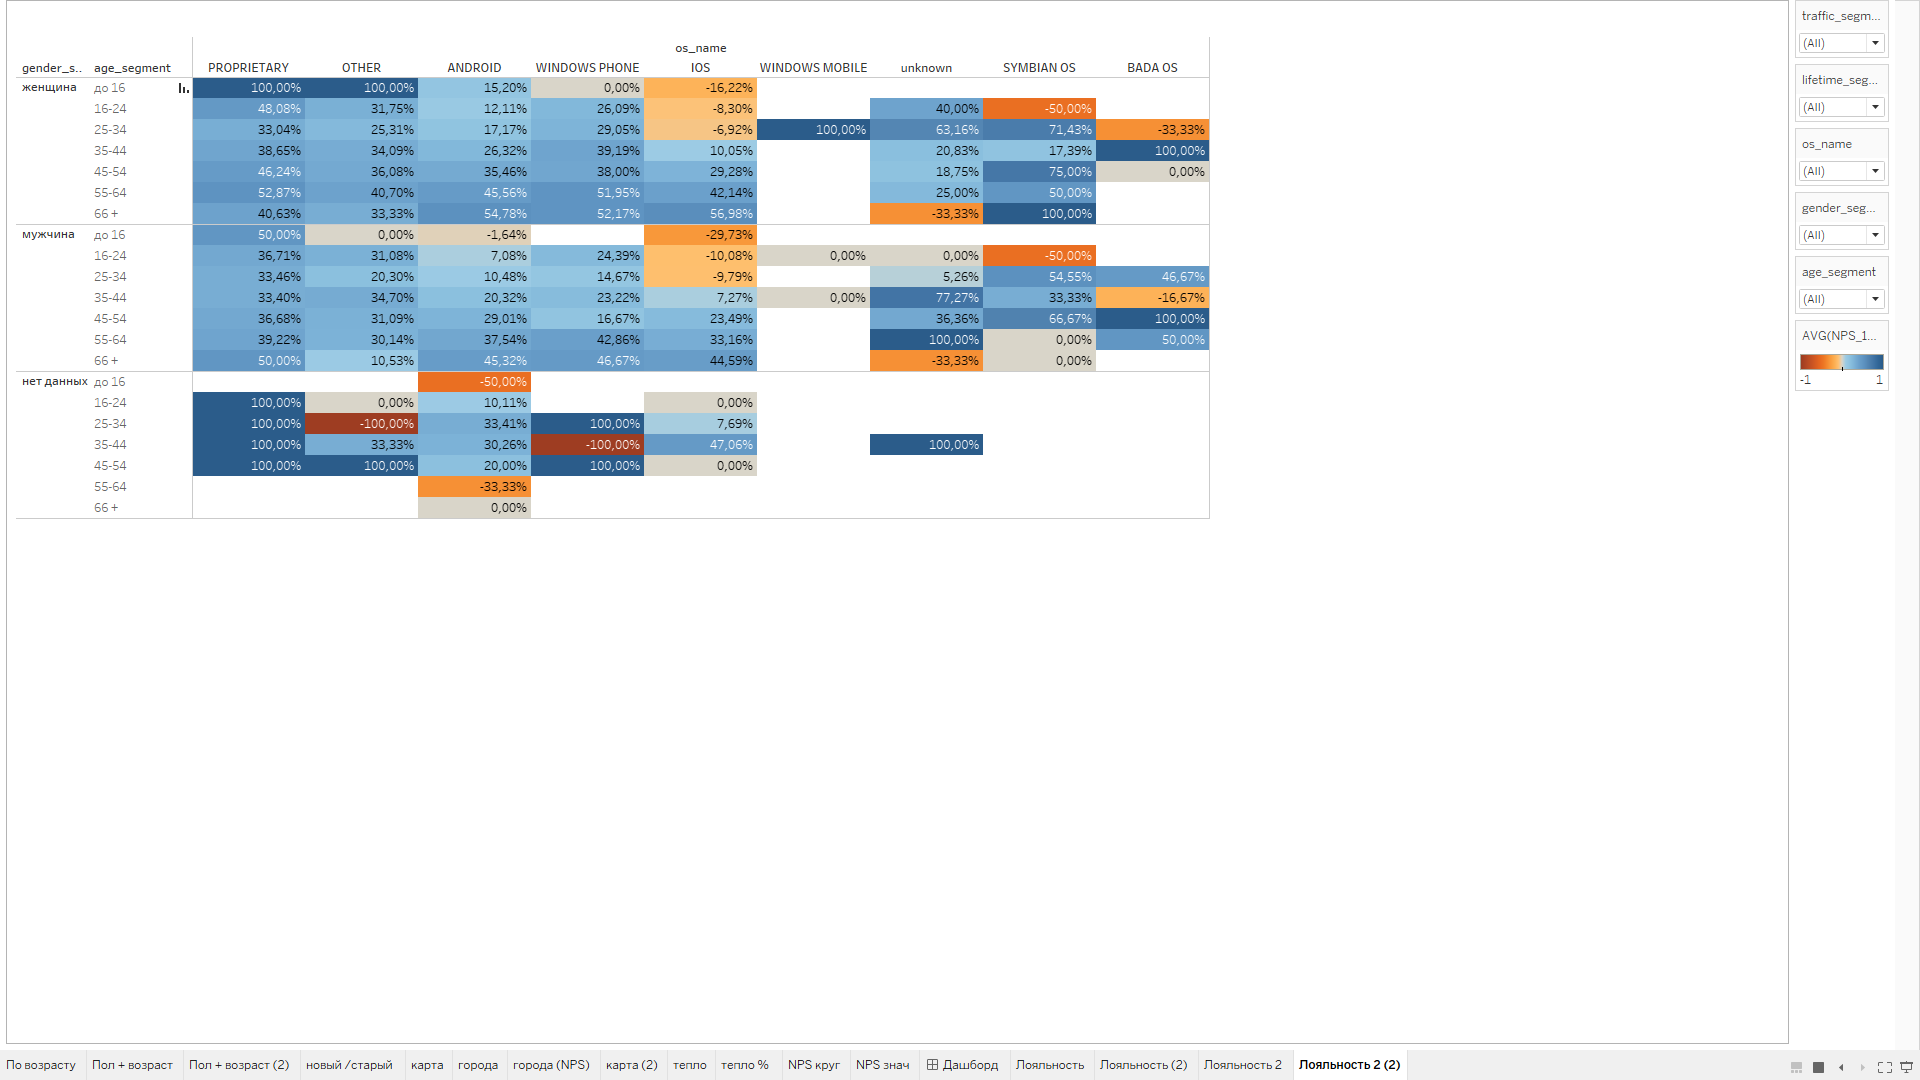 os_name
gender_s.. age_segment PROPRIETARY OTHER ANDROID WINDOWS PHONE IOS WINDOWS MOBILE unknown SYMBIAN OS BADA OS
женщина до 16 100,00% 100,00% 15,20% 0,00% -16,22%
16-24 48,08% 31,75% 12,11% 26,09% -8,30% 40,00% -50,00%
25-34 33,04% 25,31% 17,17% 29,05% -6,92% 100,00% 63,16% 71,43% -33,33%
35-44 38,65% 34,09% 26,32% 39,19% 10,05% 20,83% 17,39% 100,00%
45-54 46,24% 36,08% 35,46% 38,00% 29,28% 18,75% 75,00% 0,00%
55-64 52,87% 40,70% 45,56% 51,95% 42,14% 25,00% 50,00%
66 + 40,63% 33,33% 54,78% 52,17% 56,98% -33,33% 100,00%
мужчина до 16 50,00% 0,00% -1,64% -29,73%
16-24 36,71% 31,08% 7,08% 24,39% -10,08% 0,00% 0,00% -50,00%
25-34 33,46% 20,30% 10,48% 14,67% -9,79% 5,26% 54,55% 46,67%
35-44 33,40% 34,70% 20,32% 23,22% 7,27% 0,00% 77,27% 33,33% -16,67%
45-54 36,68% 31,09% 29,01% 16,67% 23,49% 36,36% 66,67% 100,00%
55-64 39,22% 30,14% 37,54% 42,86% 33,16% 100,00% 0,00% 50,00%
66 + 50,00% 10,53% 45,32% 46,67% 44,59% -33,33% 0,00%
нет данных до 16 -50,00%
16-24 100,00% 0,00% 10,11% 0,00%
25-34 100,00% -100,00% 33,41% 100,00% 7,69%
35-44 100,00% 33,33% 30,26% -100,00% 47,06% 100,00%
45-54 100,00% 100,00% 20,00% 100,00% 0,00%
55-64 -33,33%
66 + 0,00%
traffic_segm...
(All)
lifetime_seg...
(All)
os_name
(All)
gender_seg...
(All)
age_segment
(All)
AVG(NPS_1...
-1 1
По возрасту Пол + возраст Пол + возраст (2) новый /старый карта города города (NPS) карта (2) тепло тепло % NPS круг NPS знач Дашборд Лояльность Лояльность (2) Лояльность 2 Лояльность 2 (2)